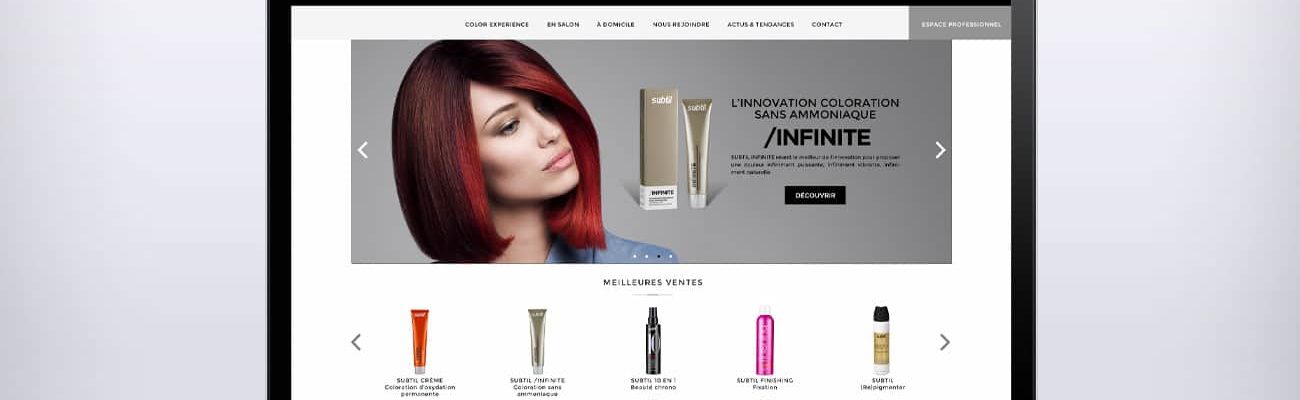 COLOR EXPERIENCE EN SALON À DOMICILE NOUS REJOINDRE ACTUS & TENDANCES CONTACT ESPACE PROFESSIONNEL
L'INNOVATION COLORATION
SANS AMMONIAQUE
/INFINITE
SUBTIL INFINITE réunit le meilleur de l'innovation pour proposer
une couleur infiniment puissante, infiniment vibrante, infini-
ment naturelle.
DÉCOUVRIR
subtil
subtil
/INFINITE
MEILLEURES VENTES
SUBTIL CRÈME
Coloration d'oxydation
permanente
SUBTIL /INFINITE
Coloration sans
ammoniaque
SUBTIL 10 EN 1
Beauté chrono
SUBTIL FINISHING
Fixation
SUBTIL
(Re)pigmenter